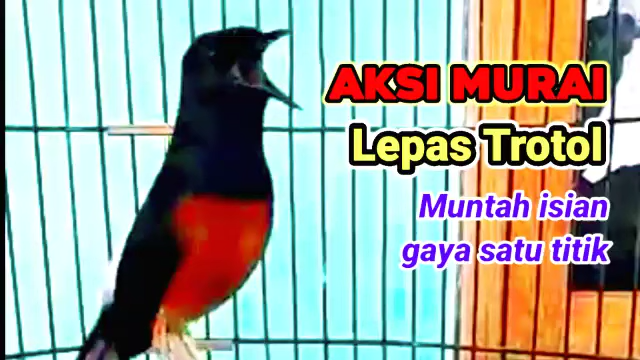 AKSI MURAI
Lepas Trotol
Muntah isian
gaya satu titik